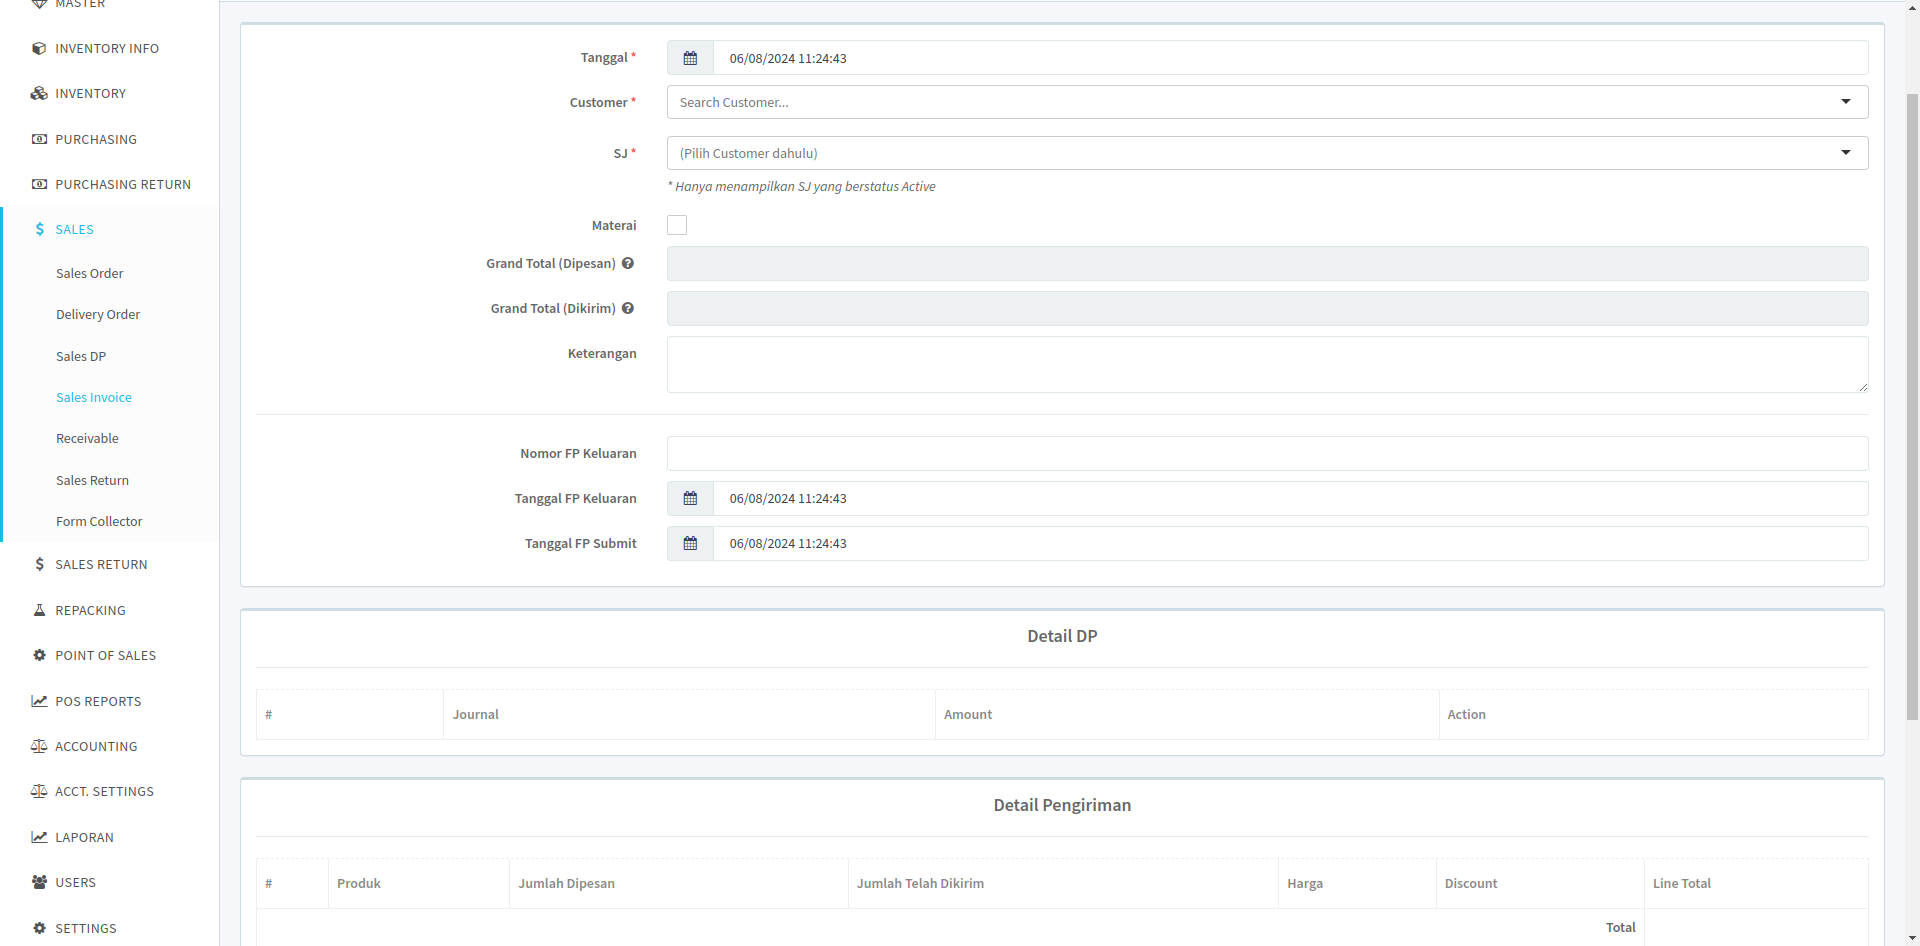 MASTER
INVENTORY INFO
INVENTORY
PURCHASING
PURCHASING RETURN
SALES
Sales Order
Delivery Order
Sales DP
Sales Invoice
Receivable
Sales Return
Form Collector
SALES RETURN
REPACKING
POINT OF SALES
POS REPORTS
ACCOUNTING
ACCT. SETTINGS
LAPORAN
USERS
SETTINGS
Tanggal * 06/08/2024 11:24:43
Customer * Search Customer...
SJ * (Pilih Customer dahulu)
* Hanya menampilkan SJ yang berstatus Active
Materai
Grand Total (Dipesan)
Grand Total (Dikirim)
Keterangan
Nomor FP Keluaran
Tanggal FP Keluaran 06/08/2024 11:24:43
Tanggal FP Submit 06/08/2024 11:24:43
Detail DP
# Journal Amount Action
Detail Pengiriman
# Produk Jumlah Dipesan Jumlah Telah Dikirim Harga Discount Line Total
Total